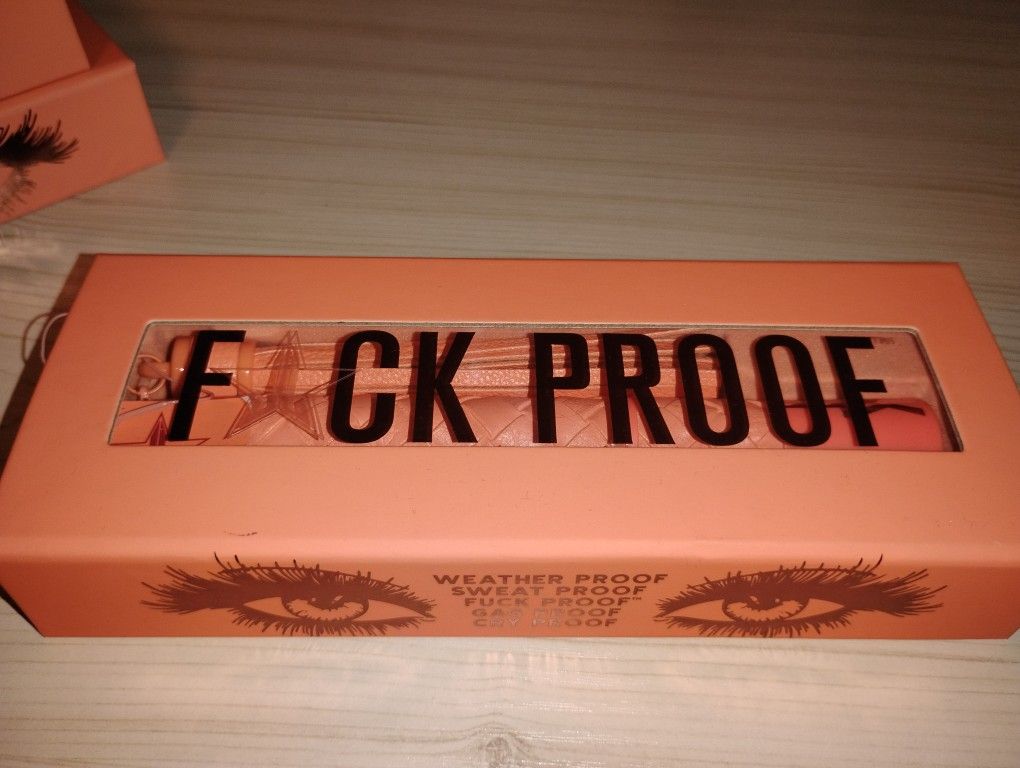 F CK PROOF
WEATHER PROOF
SWEAT PROOF
FUCK PROOF™
GAG PROOF
CRY PROOF